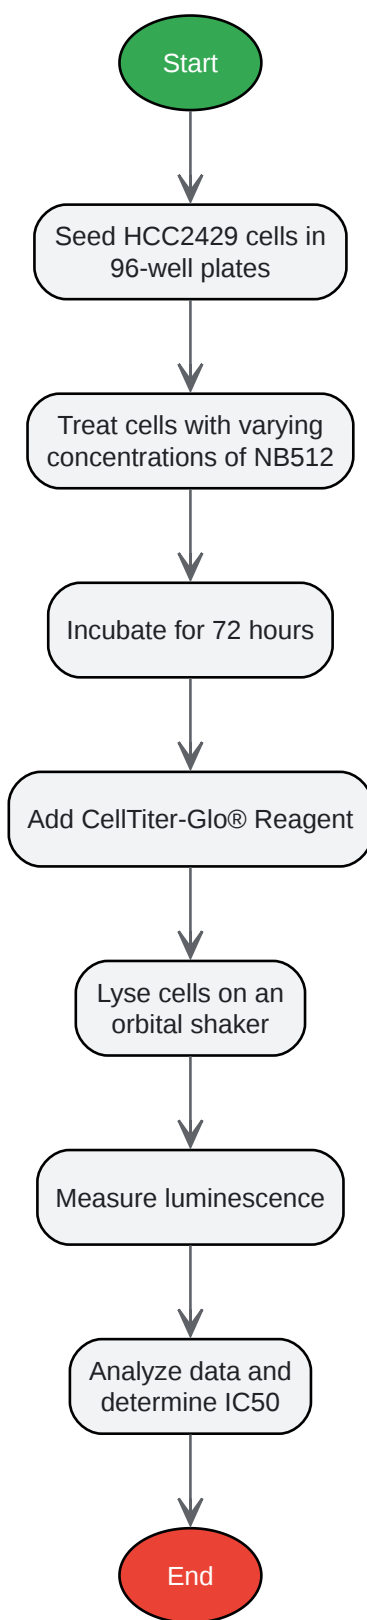 Start
Seed HCC2429 cells in
96-well plates
Treat cells with varying
concentrations of NB512
Incubate for 72 hours
Add CellTiter-Glo® Reagent
Lyse cells on an
orbital shaker
Measure luminescence
Analyze data and
determine IC50
End